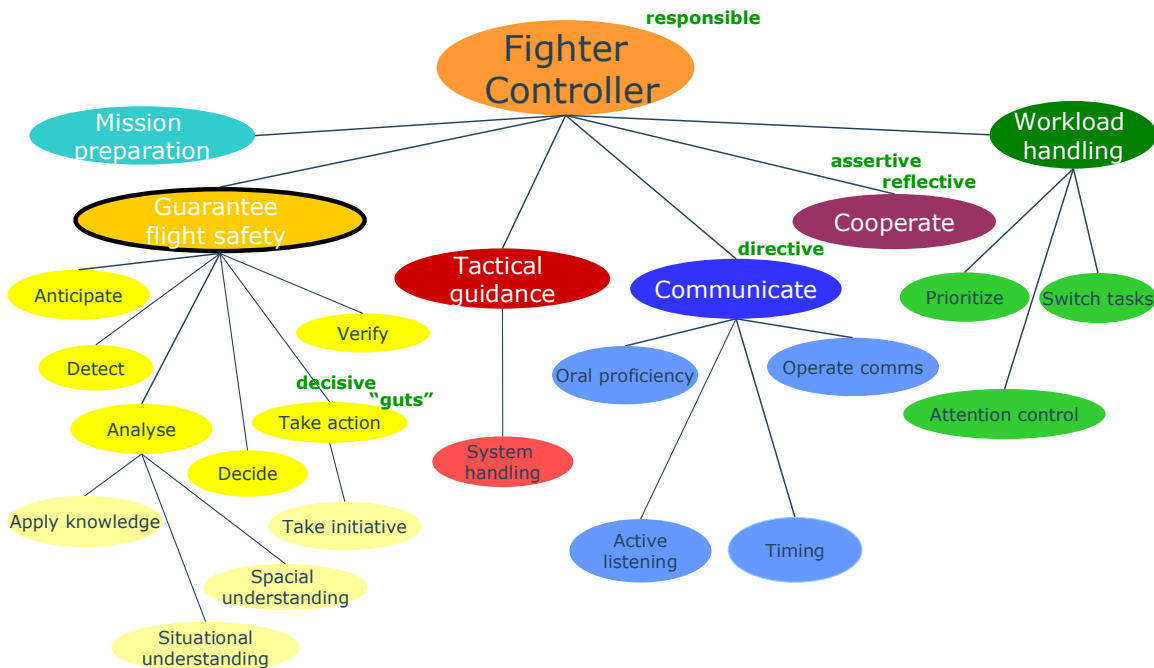 responsible
Fighter
Controller
Mission
preparation
Workload
handling
assertive
reflective
Cooperate
Guarantee
flight safety
directive
Tactical
guidance
Communicate
Anticipate
Prioritize
Switch tasks
Verify
Detect
Oral proficiency
Operate comms
decisive
“guts”
Take action
Attention control
Analyse
Decide
System
handling
Apply knowledge
Take initiative
Active
listening
Timing
Spacial
understanding
Situational
understanding